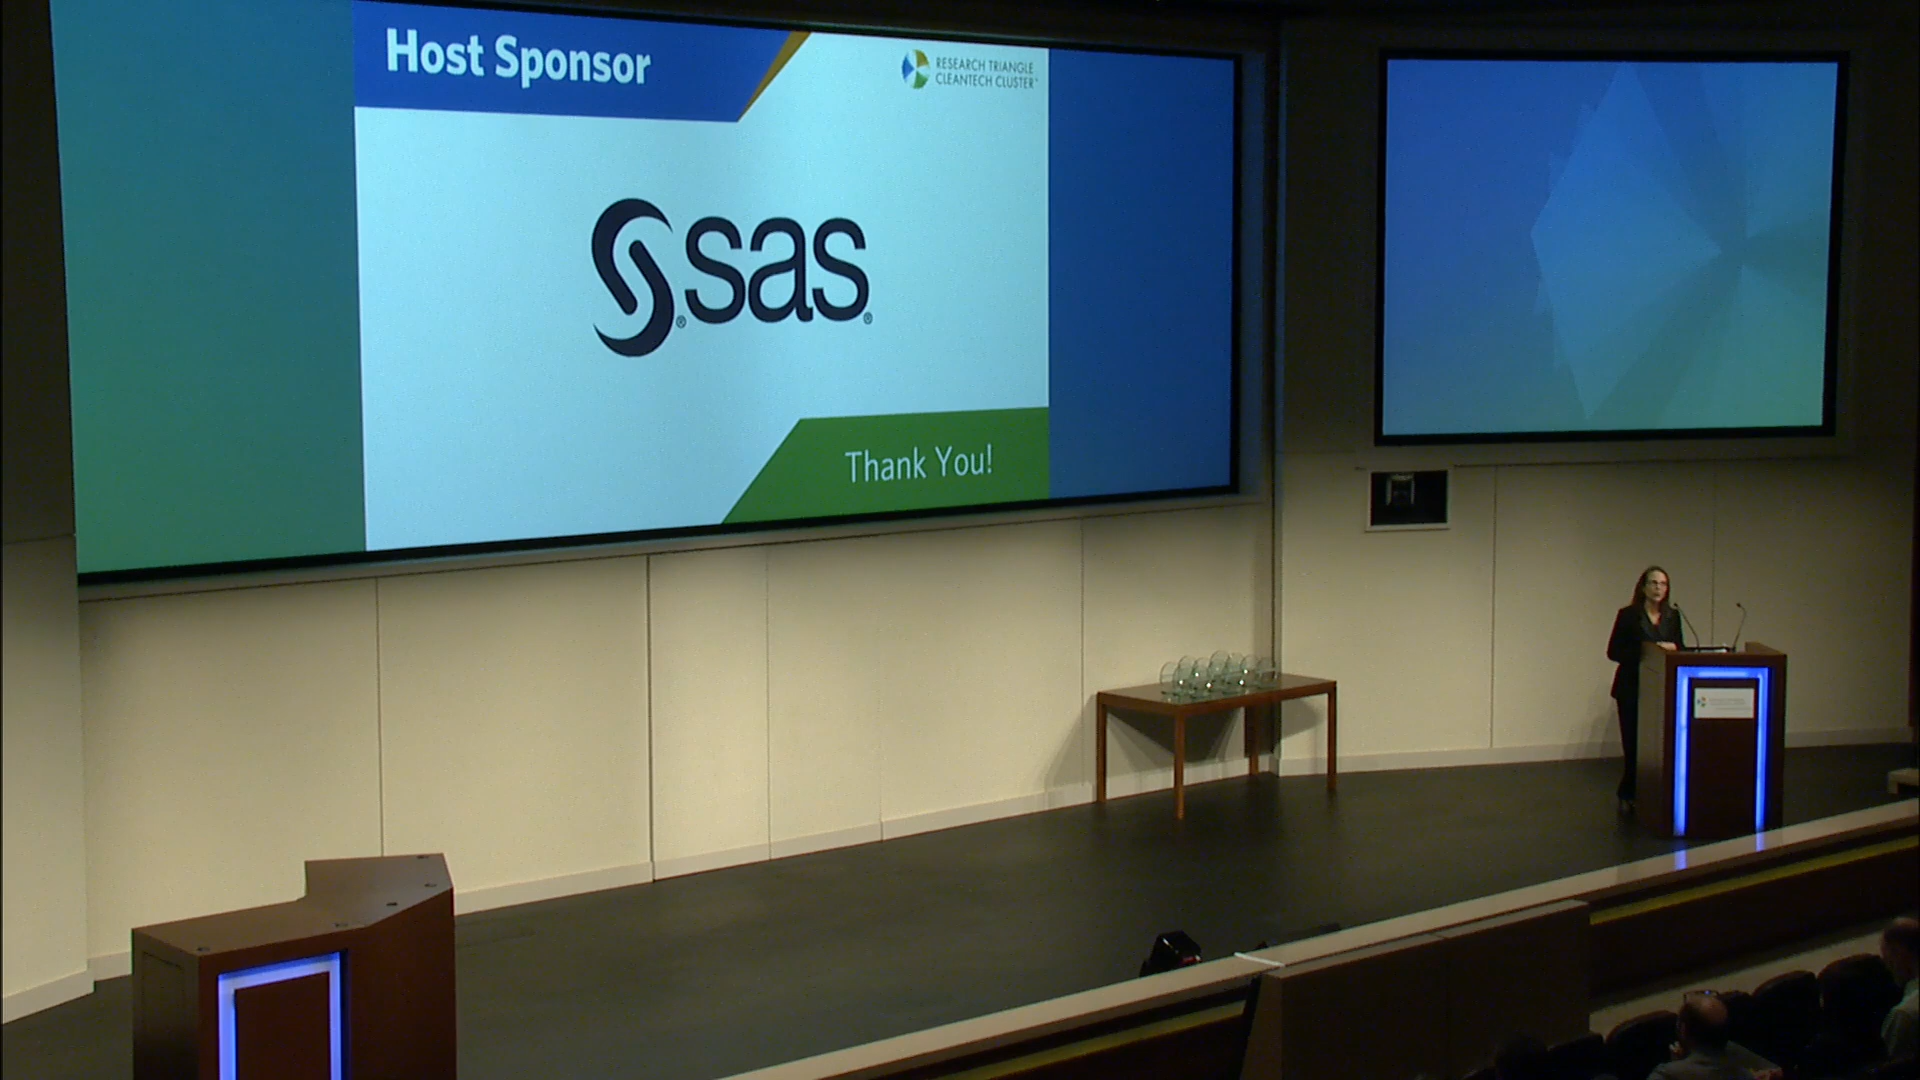 Host Sponsor
RESEARCH TRIANGLE
CLEANTECH CLUSTER
S® sas®
Thank You!